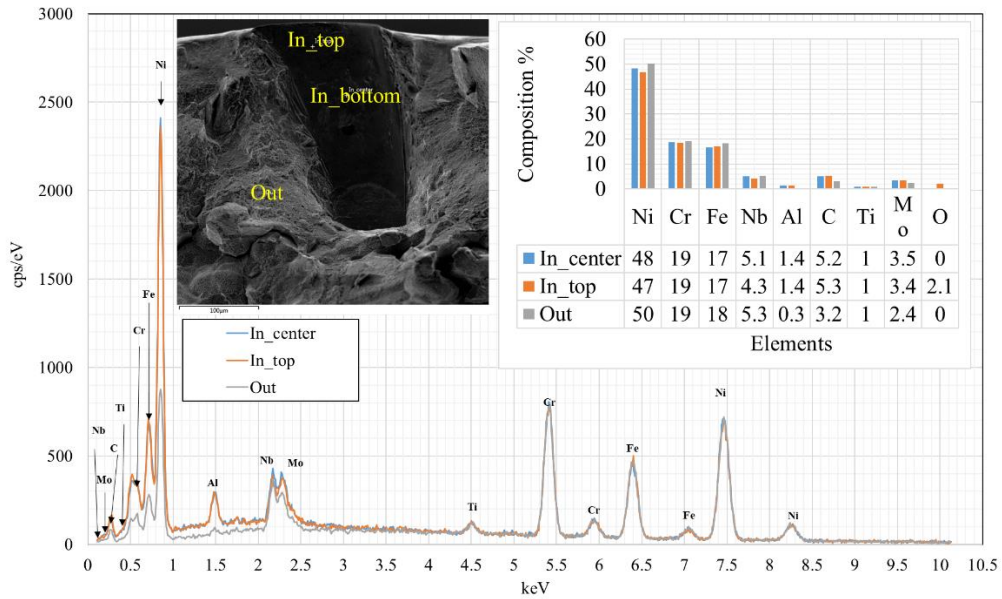 3000
2500
2000
1500
1000
500
0
cps/eV
0 0.5 1 1.5 2 2.5 3 3.5 4 4.5 5 5.5 6 6.5 7 7.5 8 8.5 9 9.5 10 10.5
keV
Ni
Fe
Cr
Ti
C
Nb
Mo
Al
Nb
Mo
Ti
Cr
Cr
Fe
Fe
Ni
Ni
In_top
In_center
In_bottom
Out
100µm
In_center
In_top
Out
Composition %
60
50
40
30
20
10
0
Ni Cr Fe Nb Al C Ti M
o O
In_center 48 19 17 5.1 1.4 5.2 1 3.5 0
In_top 47 19 17 4.3 1.4 5.3 1 3.4 2.1
Out 50 19 18 5.3 0.3 3.2 1 2.4 0
Elements